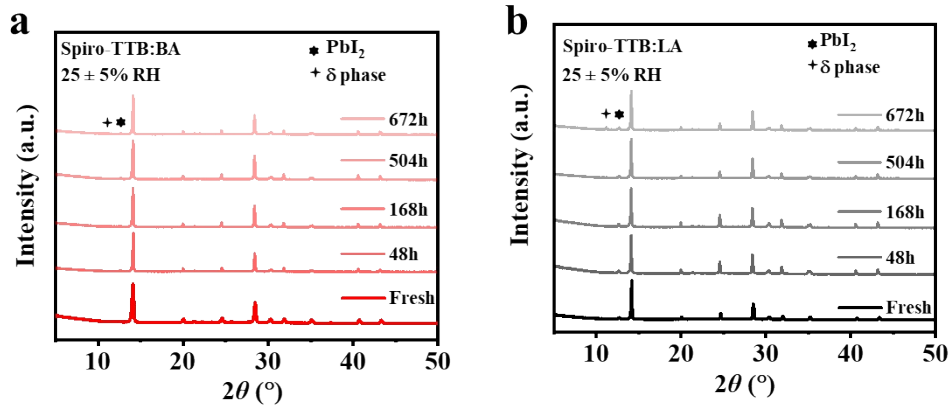 a
Spiro-TTB:BA
25 ± 5% RH
PbI₂
δ phase
672h
504h
168h
48h
Fresh
Intensity (a.u.)
10 20 30 40 50
2θ (°)
b
Spiro-TTB:LA
25 ± 5% RH
PbI₂
δ phase
672h
504h
168h
48h
Fresh
Intensity (a.u.)
10 20 30 40 50
2θ (°)